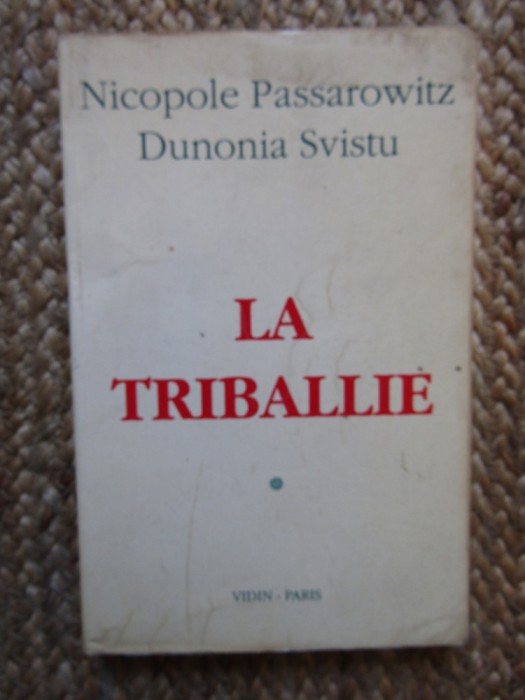 Nicopole Passarowitz
Dunonia Svistu
LA
TRIBALLIE
VIDIN - PARIS